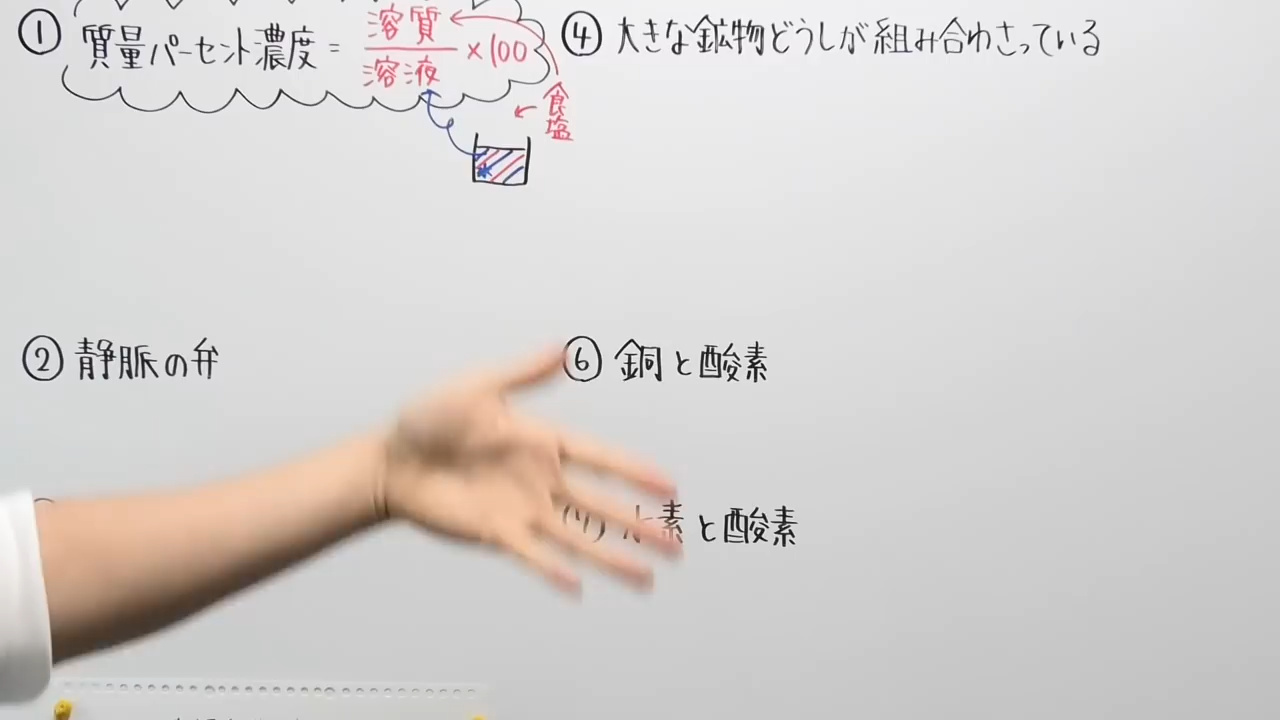 ① 質量パーセント濃度 = 溶質/溶液 ×100
食塩
② 静脈の弁
④ 大きな鉱物どうしが組み合わさっている
⑥ 銅と酸素
素と酸素